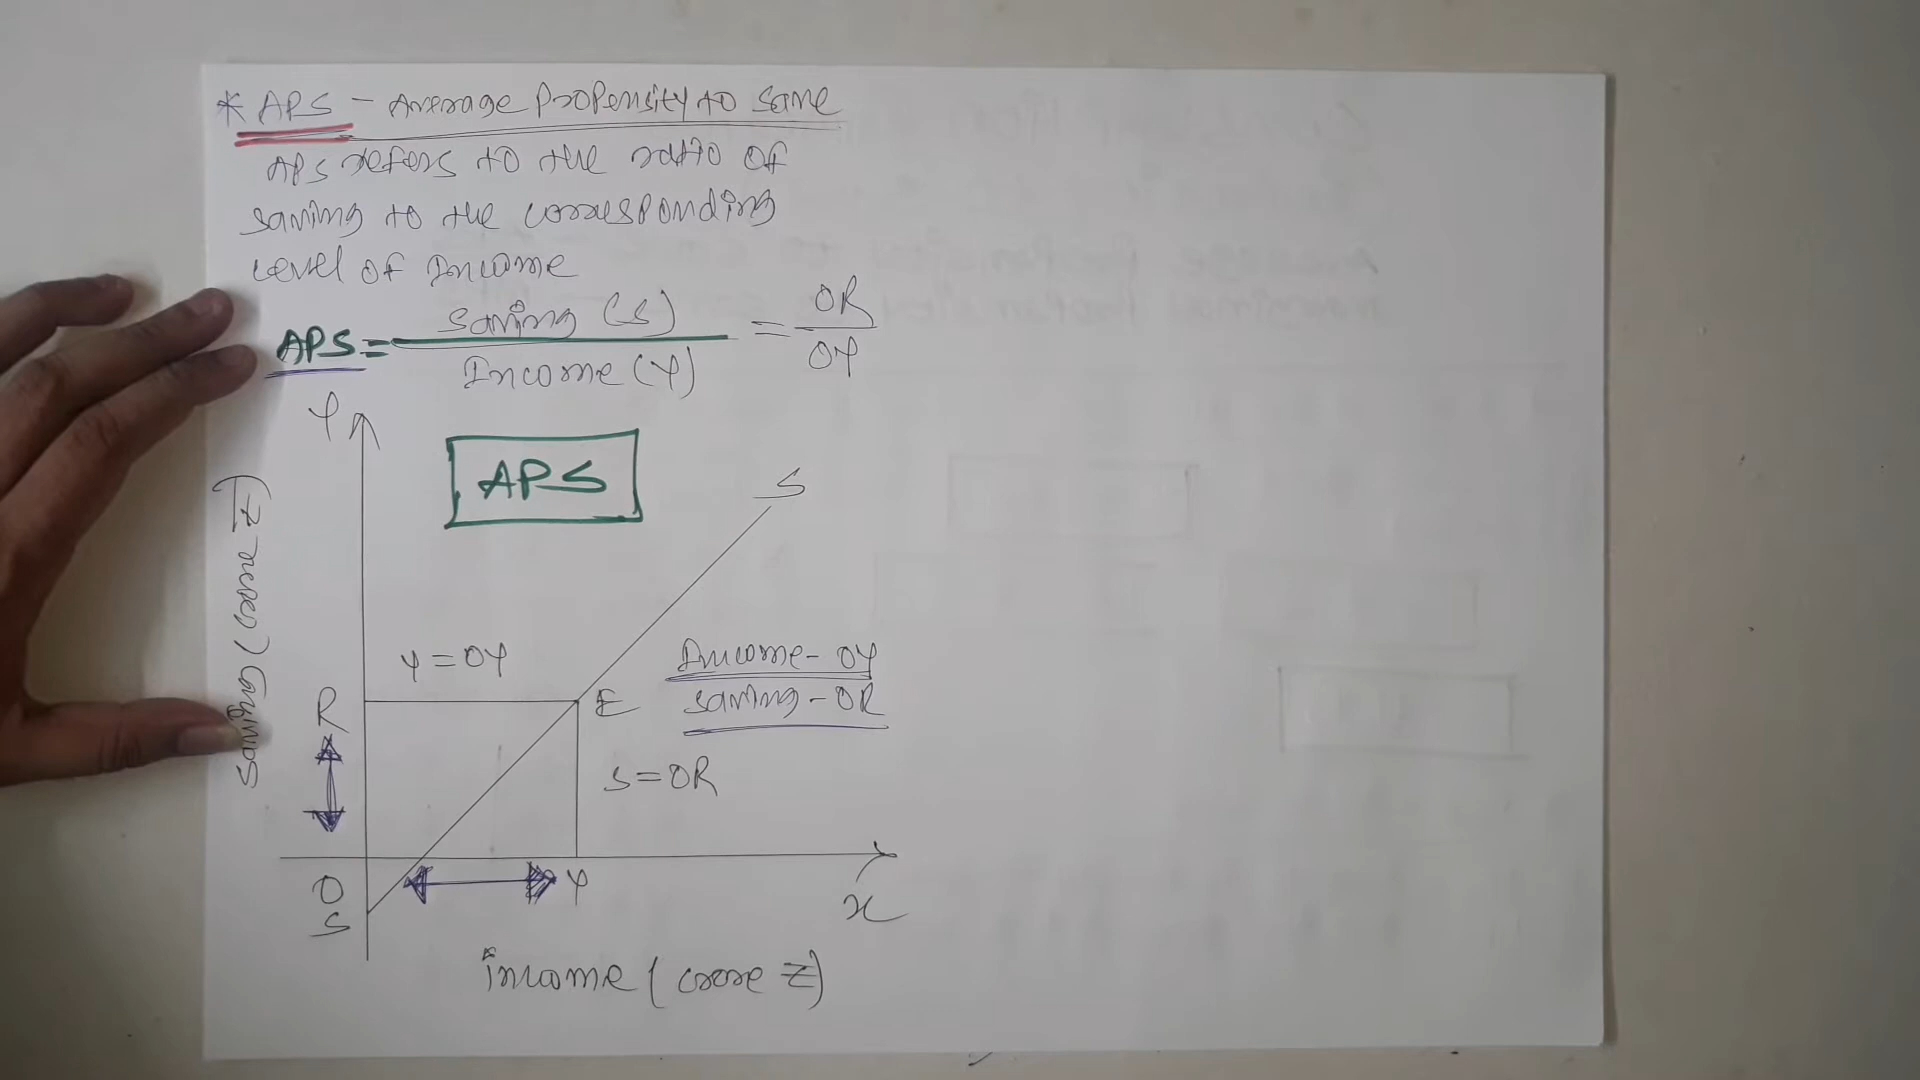 * APS - Average Propensity to Save
APS refers to the ratio of
saving to the corresponding
level of Income
APS = Saving (S) / Income (Y) = OR / OY
Y
APS
S
Saving (crore ₹)
Y = OY
Income - OY
Saving - OR
R
E
S = OR
O
S
Y
x
income (crore ₹)